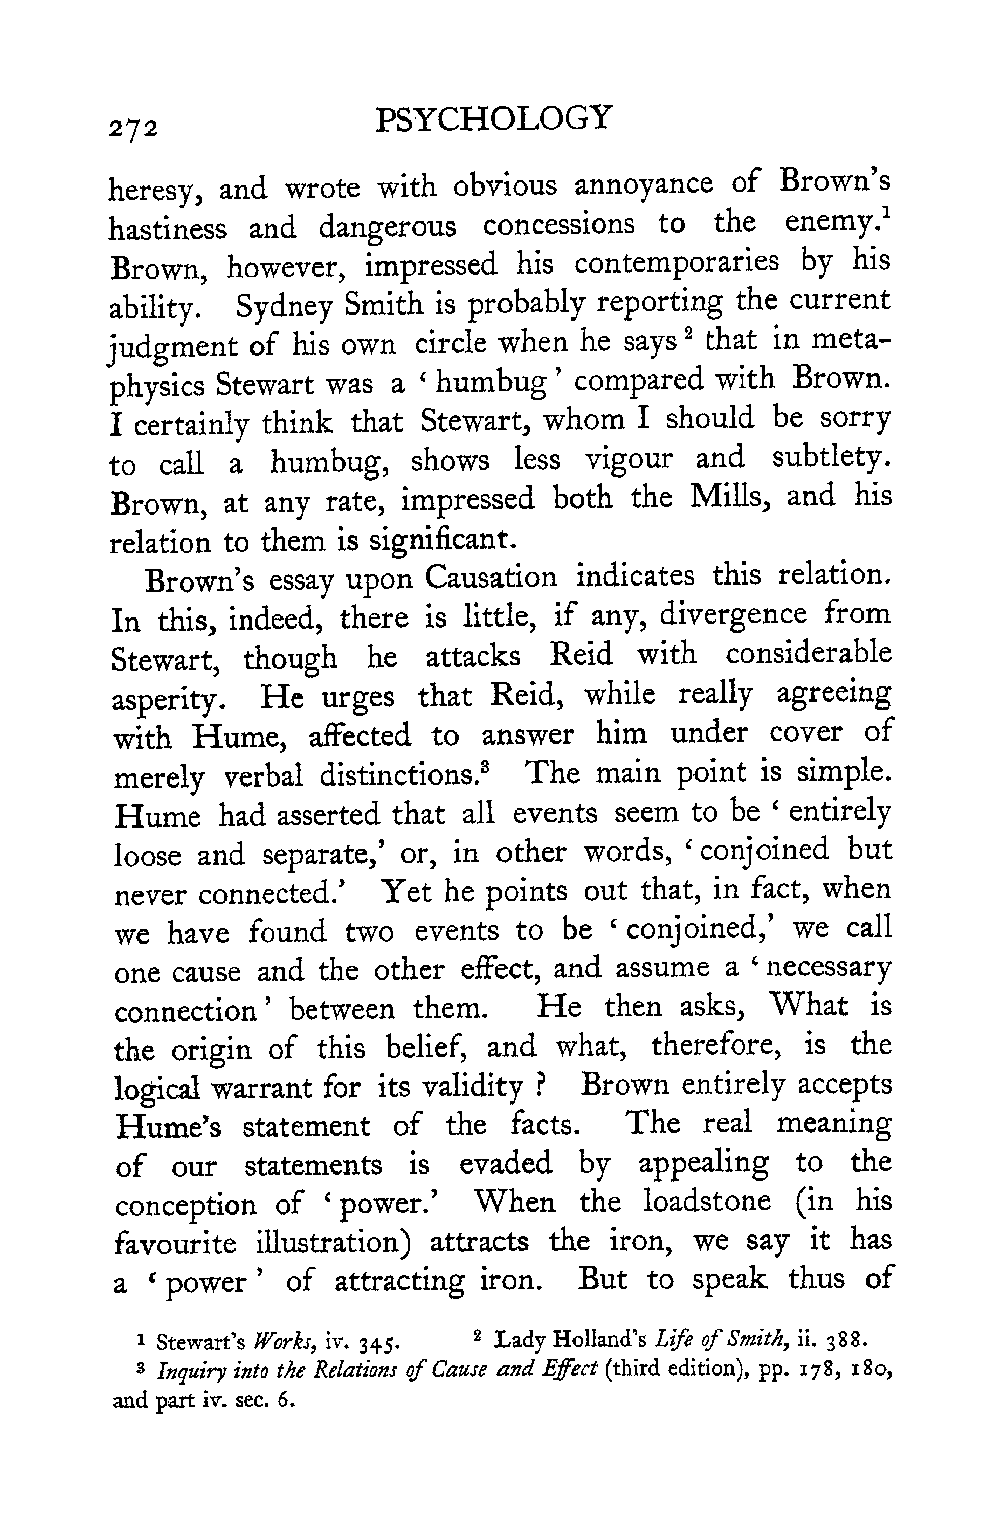 272 PSYCHOLOGY
heresy, and wrote with obvious annoyance of Brown's
hastiness and dangerous concessions to the enemy.¹
Brown, however, impressed his contemporaries by his
ability. Sydney Smith is probably reporting the current
judgment of his own circle when he says ² that in meta-
physics Stewart was a ‘ humbug ’ compared with Brown.
I certainly think that Stewart, whom I should be sorry
to call a humbug, shows less vigour and subtlety.
Brown, at any rate, impressed both the Mills, and his
relation to them is significant.
Brown's essay upon Causation indicates this relation.
In this, indeed, there is little, if any, divergence from
Stewart, though he attacks Reid with considerable
asperity. He urges that Reid, while really agreeing
with Hume, affected to answer him under cover of
merely verbal distinctions.³ The main point is simple.
Hume had asserted that all events seem to be ‘ entirely
loose and separate,’ or, in other words, ‘ conjoined but
never connected.’ Yet he points out that, in fact, when
we have found two events to be ‘ conjoined,’ we call
one cause and the other effect, and assume a ‘ necessary
connection ’ between them. He then asks, What is
the origin of this belief, and what, therefore, is the
logical warrant for its validity ? Brown entirely accepts
Hume's statement of the facts. The real meaning
of our statements is evaded by appealing to the
conception of ‘ power.’ When the loadstone (in his
favourite illustration) attracts the iron, we say it has
a ‘ power ’ of attracting iron. But to speak thus of
¹ Stewart's Works, iv. 345. ² Lady Holland's Life of Smith, ii. 388.
³ Inquiry into the Relations of Cause and Effect (third edition), pp. 178, 180,
and part iv. sec. 6.